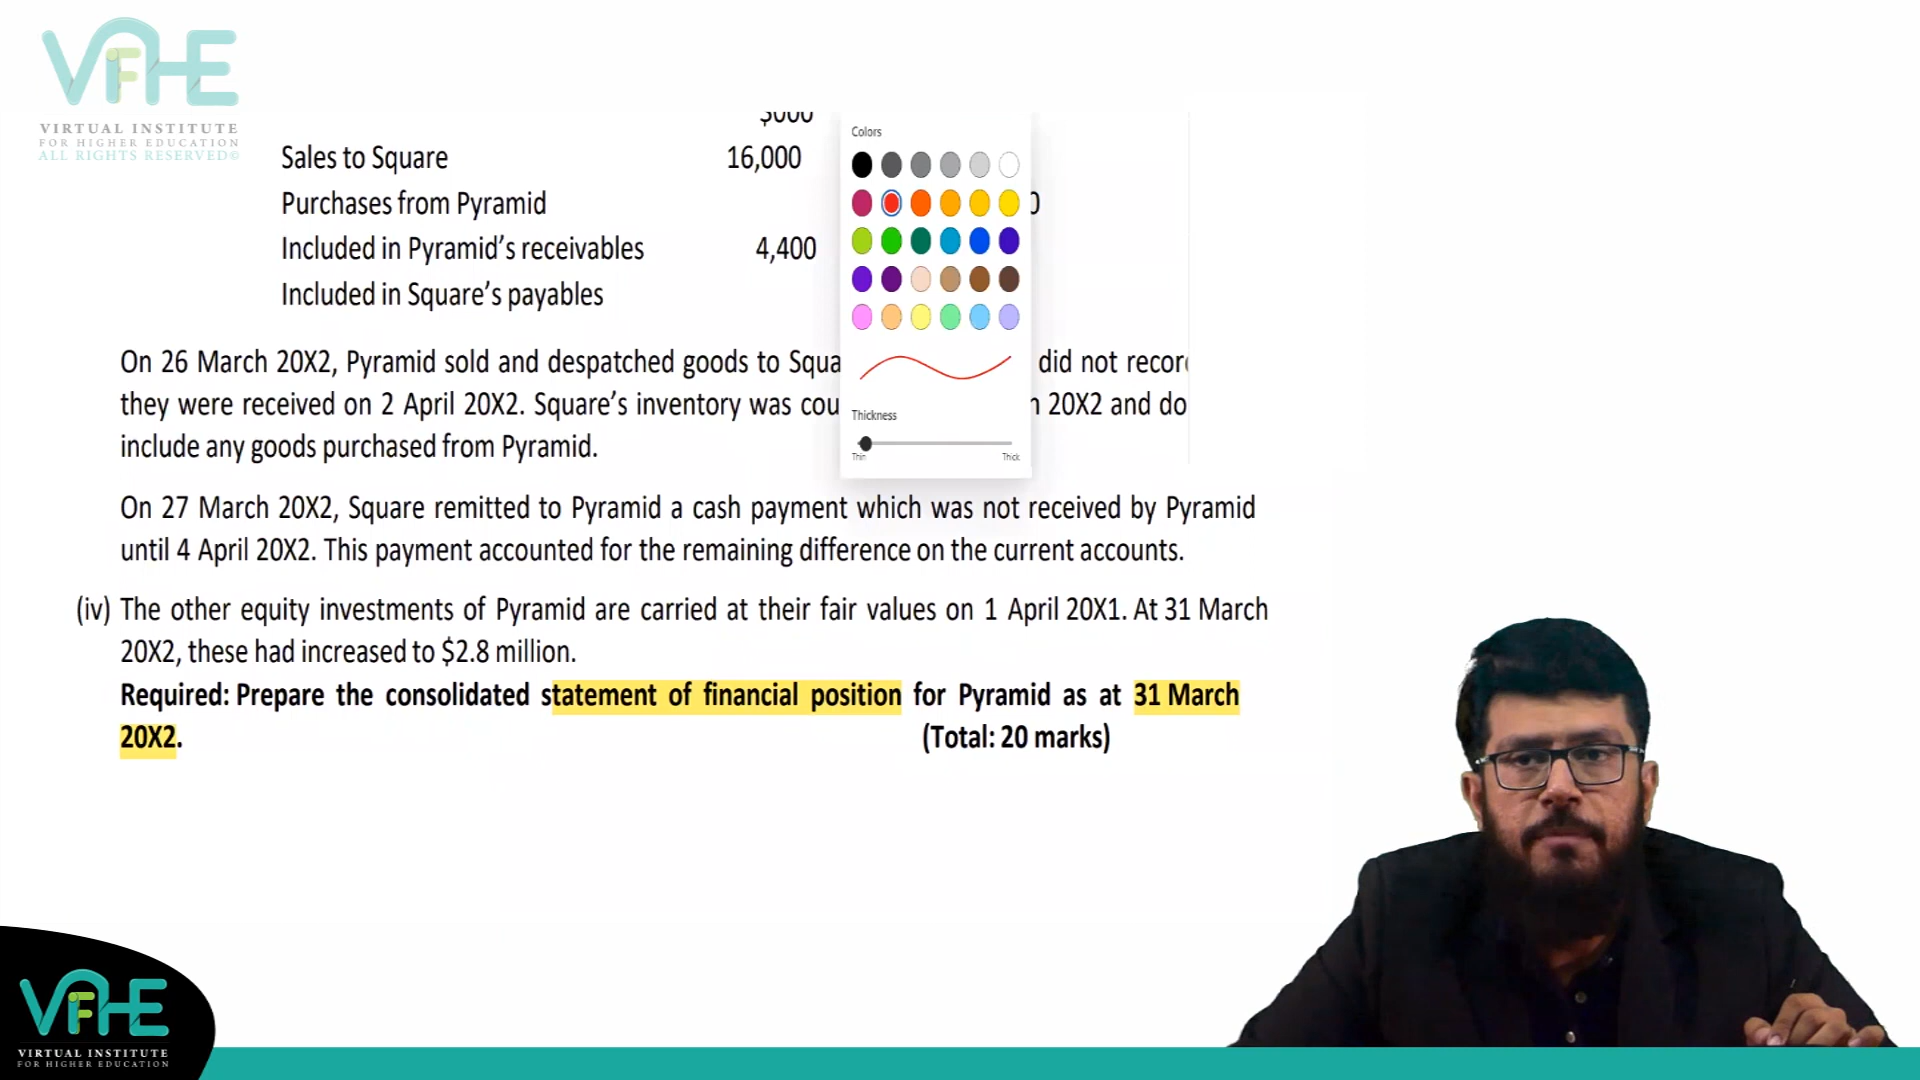 VFHE
VIRTUAL INSTITUTE
FOR HIGHER EDUCATION
ALL RIGHTS RESERVED©
$000
Colors
Sales to Square 16,000
Purchases from Pyramid 0
Included in Pyramid’s receivables 4,400
Included in Square’s payables
On 26 March 20X2, Pyramid sold and despatched goods to Squa did not recor
they were received on 2 April 20X2. Square’s inventory was cou 20X2 and do
Thickness
include any goods purchased from Pyramid.
Thin Thick
On 27 March 20X2, Square remitted to Pyramid a cash payment which was not received by Pyramid
until 4 April 20X2. This payment accounted for the remaining difference on the current accounts.
(iv) The other equity investments of Pyramid are carried at their fair values on 1 April 20X1. At 31 March
20X2, these had increased to $2.8 million.
Required: Prepare the consolidated statement of financial position for Pyramid as at 31 March
20X2. (Total: 20 marks)
VFHE
VIRTUAL INSTITUTE
FOR HIGHER EDUCATION